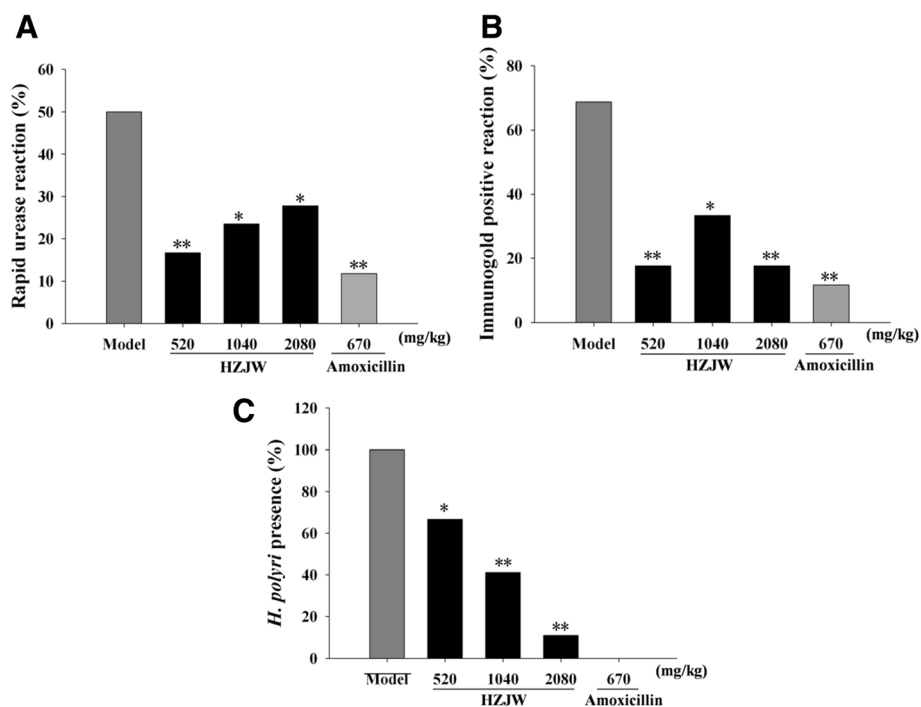 A
Rapid urease reaction (%)
60
50
40
30
20
10
0
**
*
*
**
Model 520 1040 2080 670 (mg/kg)
HZJW Amoxicillin
B
Immunogold positive reaction (%)
80
60
40
20
0
**
*
**
**
Model 520 1040 2080 670 (mg/kg)
HZJW Amoxicillin
C
H. polyri presence (%)
120
100
80
60
40
20
0
*
**
**
Model 520 1040 2080 670 (mg/kg)
HZJW Amoxicillin